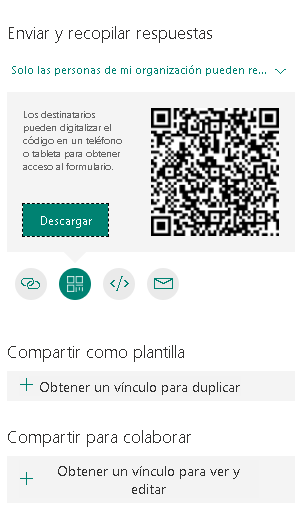 Enviar y recopilar respuestas
Solo las personas de mi organización pueden re...
Los destinatarios
pueden digitalizar el
código en un teléfono
o tableta para obtener
acceso al formulario.
Descargar
Compartir como plantilla
Obtener un vínculo para duplicar
Compartir para colaborar
Obtener un vínculo para ver y
editar